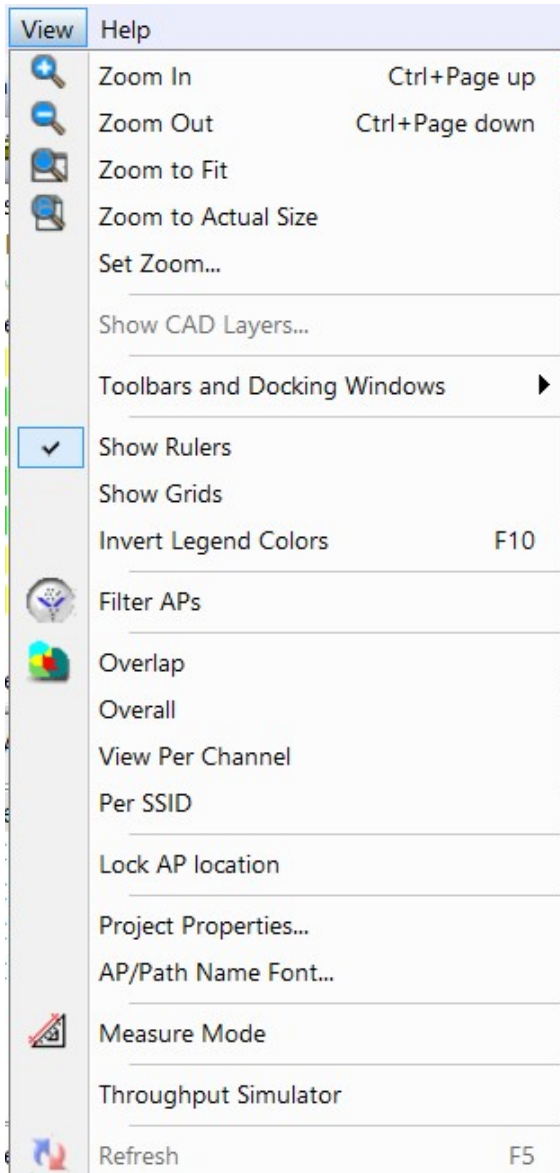 View Help
Zoom In Ctrl+Page up
Zoom Out Ctrl+Page down
Zoom to Fit
Zoom to Actual Size
Set Zoom...
Show CAD Layers...
Toolbars and Docking Windows
Show Rulers
Show Grids
Invert Legend Colors F10
Filter APs
Overlap
Overall
View Per Channel
Per SSID
Lock AP location
Project Properties...
AP/Path Name Font...
Measure Mode
Throughput Simulator
Refresh F5